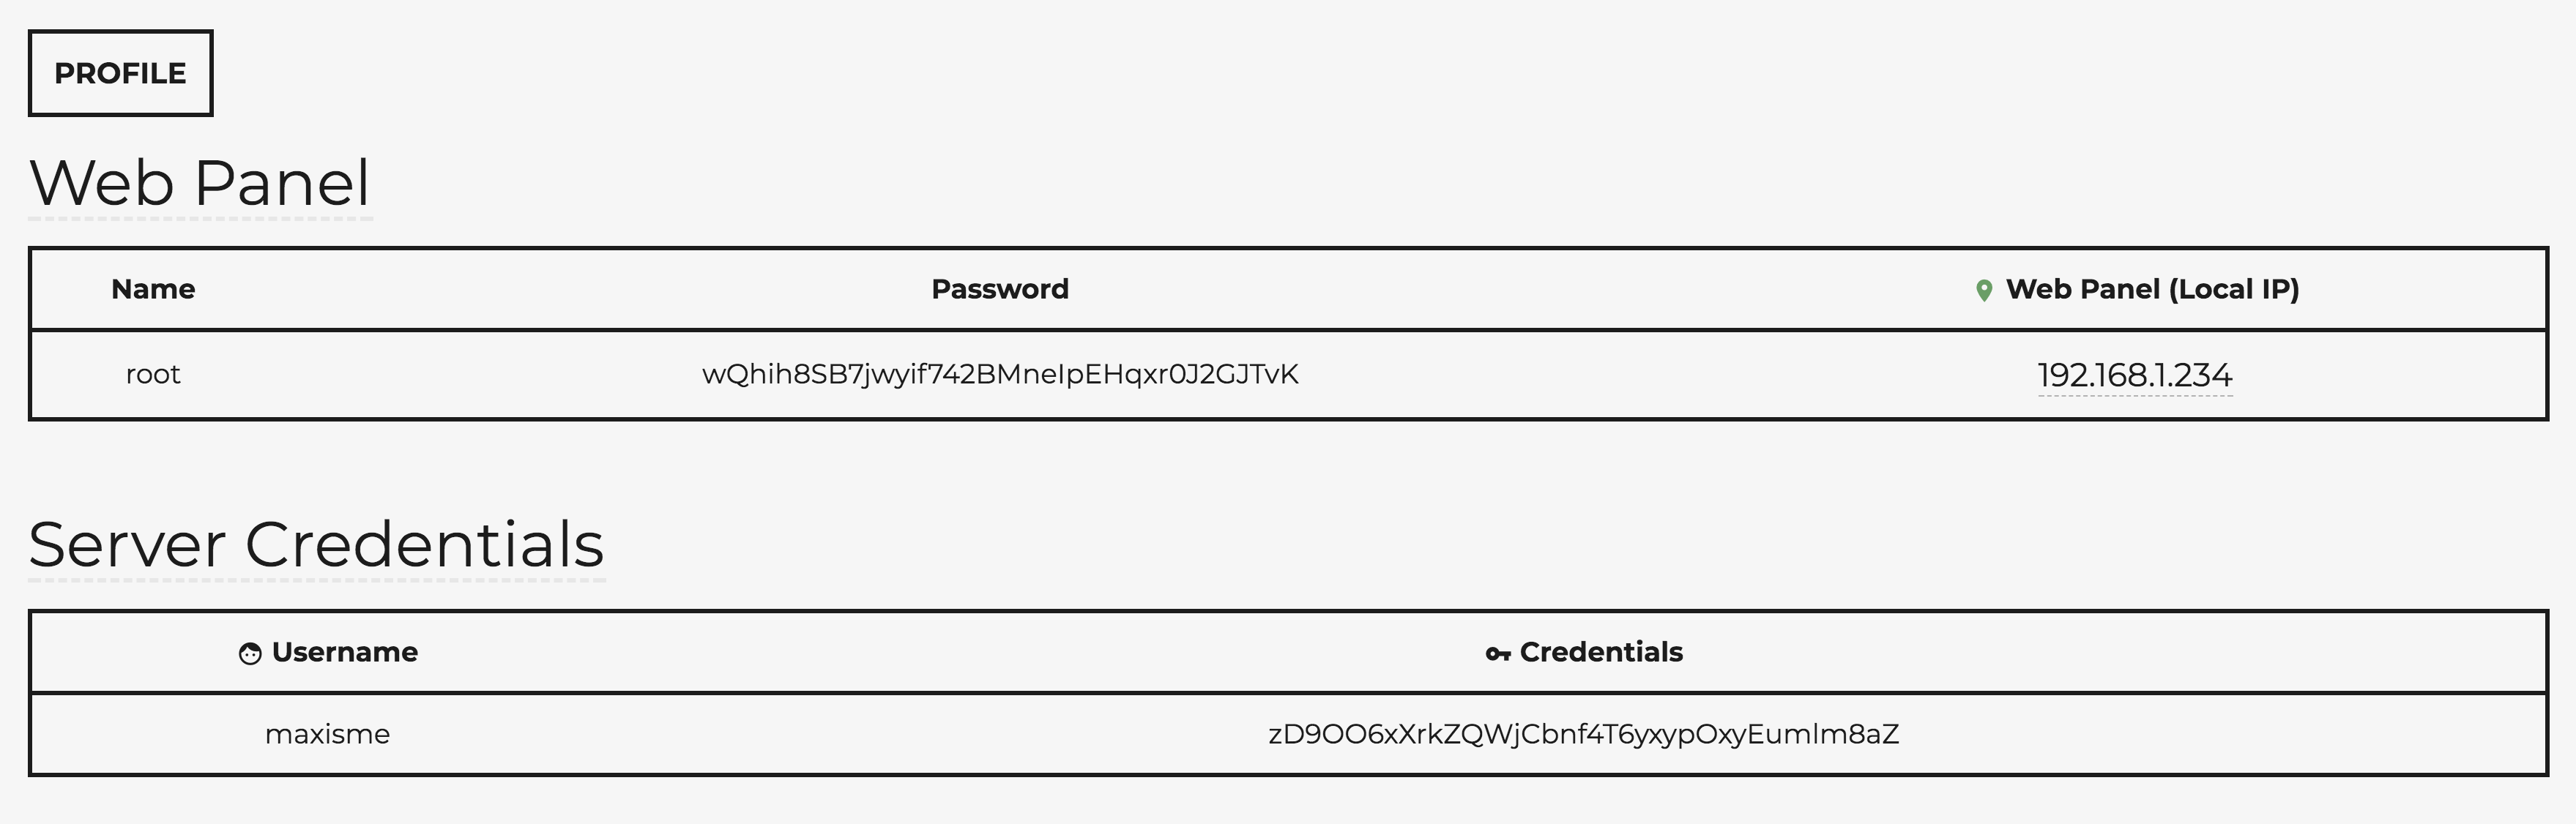 PROFILE
Web Panel
Name Password Web Panel (Local IP)
root wQhih8SB7jwyif742BMneIpEHqxr0J2GJTvK 192.168.1.234
Server Credentials
Username Credentials
maxisme zD9OO6xXrkZQWjCbnf4T6yxypOxyEumlm8aZ